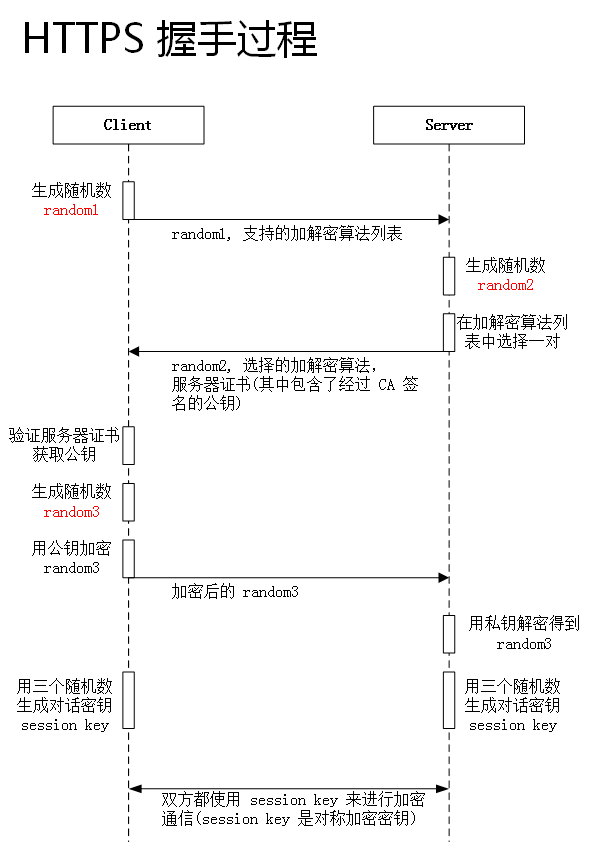 HTTPS 握手过程
Client
Server
生成随机数
random1
random1, 支持的加解密算法列表
生成随机数
random2
在加解密算法列
表中选择一对
random2, 选择的加解密算法,
服务器证书(其中包含了经过 CA 签
名的公钥)
验证服务器证书
获取公钥
生成随机数
random3
用公钥加密
random3
加密后的 random3
用私钥解密得到
random3
用三个随机数
生成对话密钥
session key
用三个随机数
生成对话密钥
session key
双方都使用 session key 来进行加密
通信(session key 是对称加密密钥)